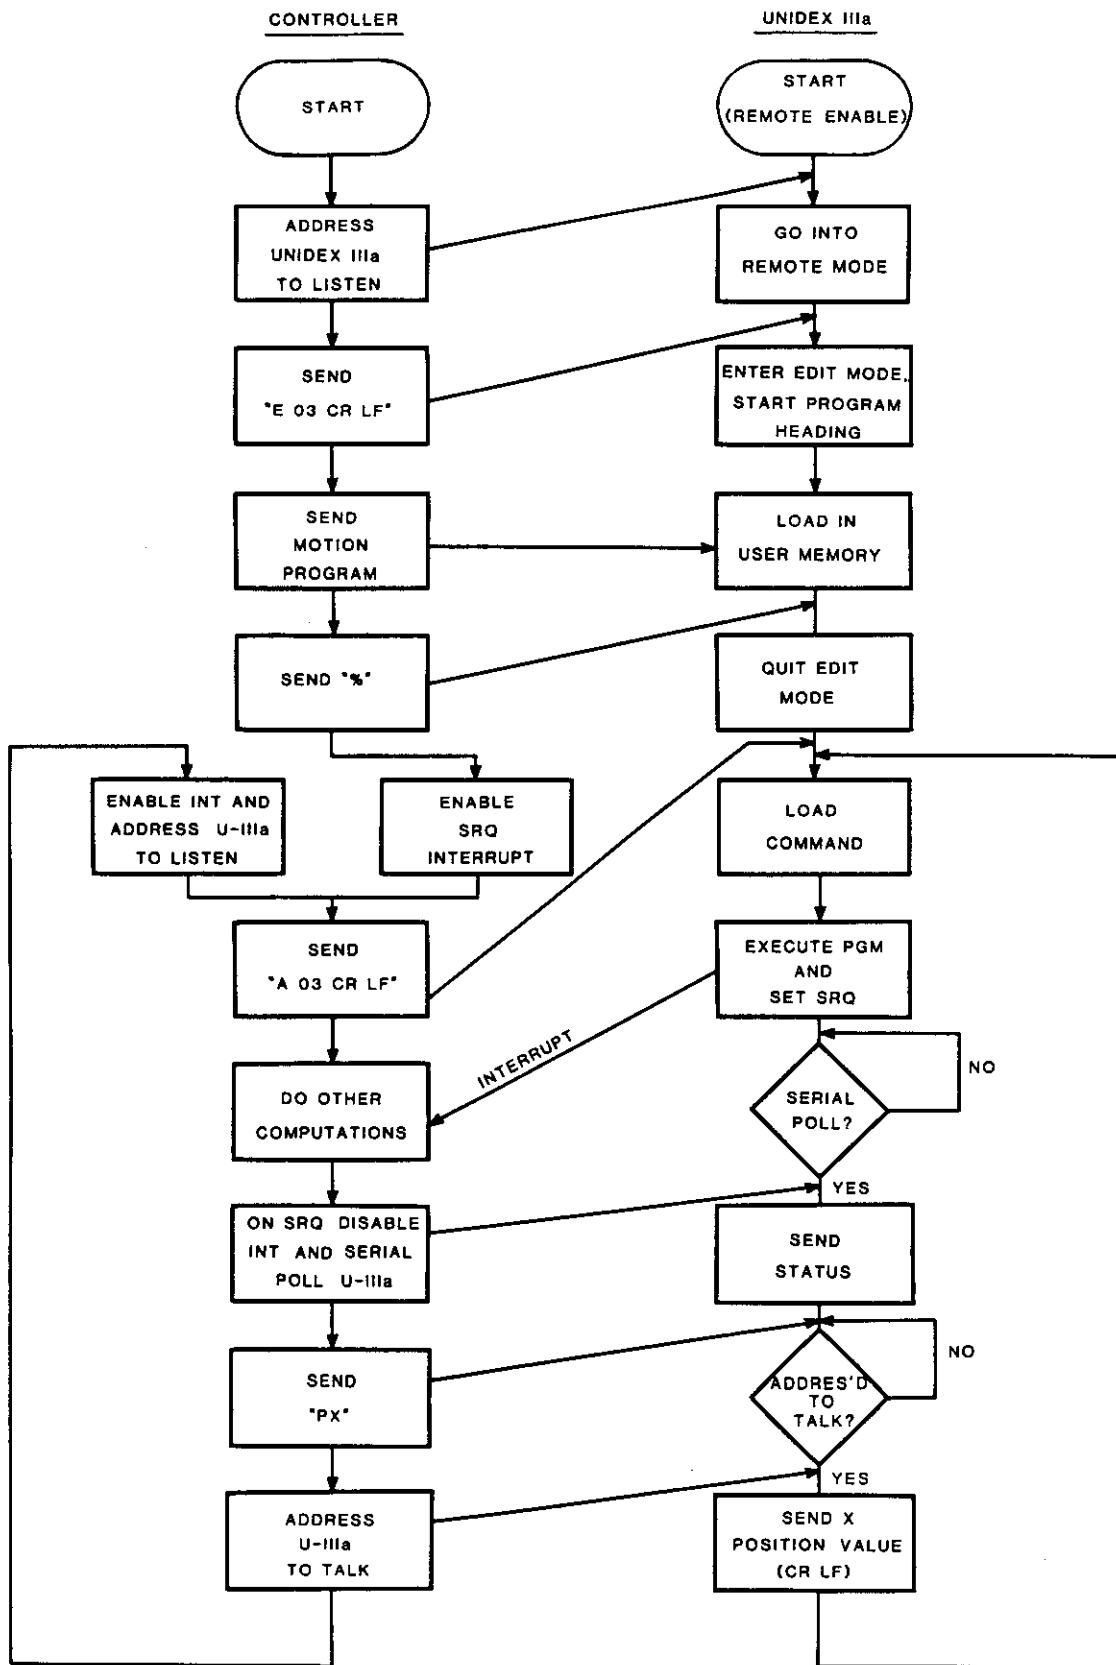 CONTROLLER
START
ADDRESS
UNIDEX IIIa
TO LISTEN
SEND
"E 03 CR LF"
SEND
MOTION
PROGRAM
SEND "%"
ENABLE INT AND
ADDRESS U-IIIa
TO LISTEN
ENABLE
SRQ
INTERRUPT
SEND
"A 03 CR LF"
DO OTHER
COMPUTATIONS
ON SRQ DISABLE
INT AND SERIAL
POLL U-IIIa
SEND
"PX"
ADDRESS
U-IIIa
TO TALK
INTERRUPT
UNIDEX IIIa
START
(REMOTE ENABLE)
GO INTO
REMOTE MODE
ENTER EDIT MODE.
START PROGRAM
HEADING
LOAD IN
USER MEMORY
QUIT EDIT
MODE
LOAD
COMMAND
EXECUTE PGM
AND
SET SRQ
SERIAL
POLL?
NO
YES
SEND
STATUS
ADDRES'D
TO
TALK?
NO
YES
SEND X
POSITION VALUE
(CR LF)